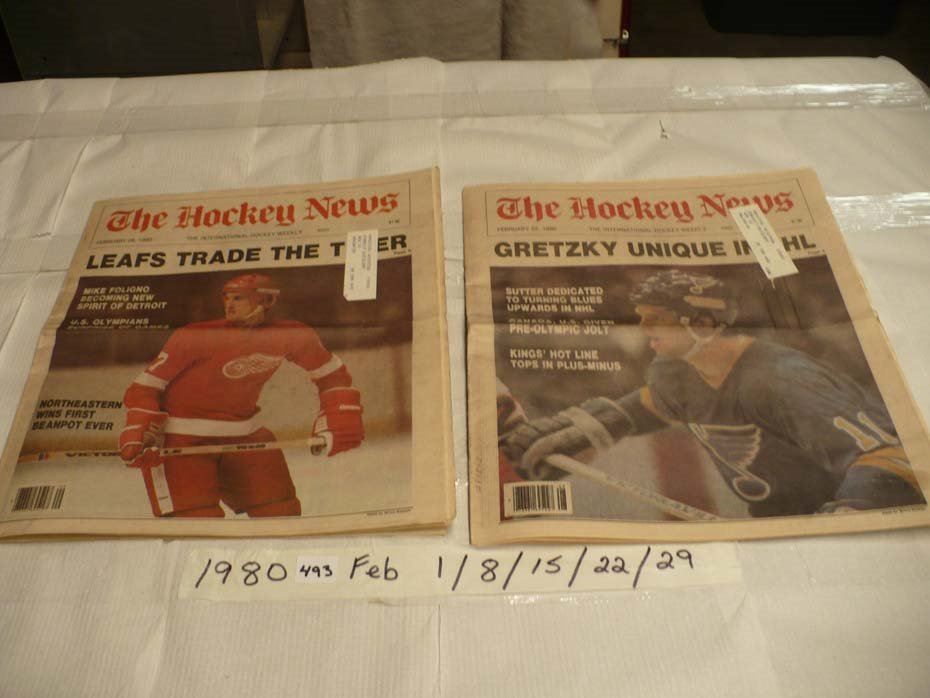 The Hockey News
THE INTERNATIONAL HOCKEY WEEKLY
LEAFS TRADE THE
MIKE FOLIGNO
BECOMING NEW
SPIRIT OF DETROIT
U.S. OLYMPIANS
NORTHEASTERN
WINS FIRST
BEANPOT EVER
The Hockey News
THE INTERNATIONAL HOCKEY WEEKLY
GRETZKY UNIQUE
SUTTER DEDICATED
TO TURNING BLUES
UPWARDS IN NHL
CANADA, U.S. GIVEN
PRE-OLYMPIC JOLT
KINGS' HOT LINE
TOPS IN PLUS-MINUS
1980 493 Feb 1/8/15/22/29